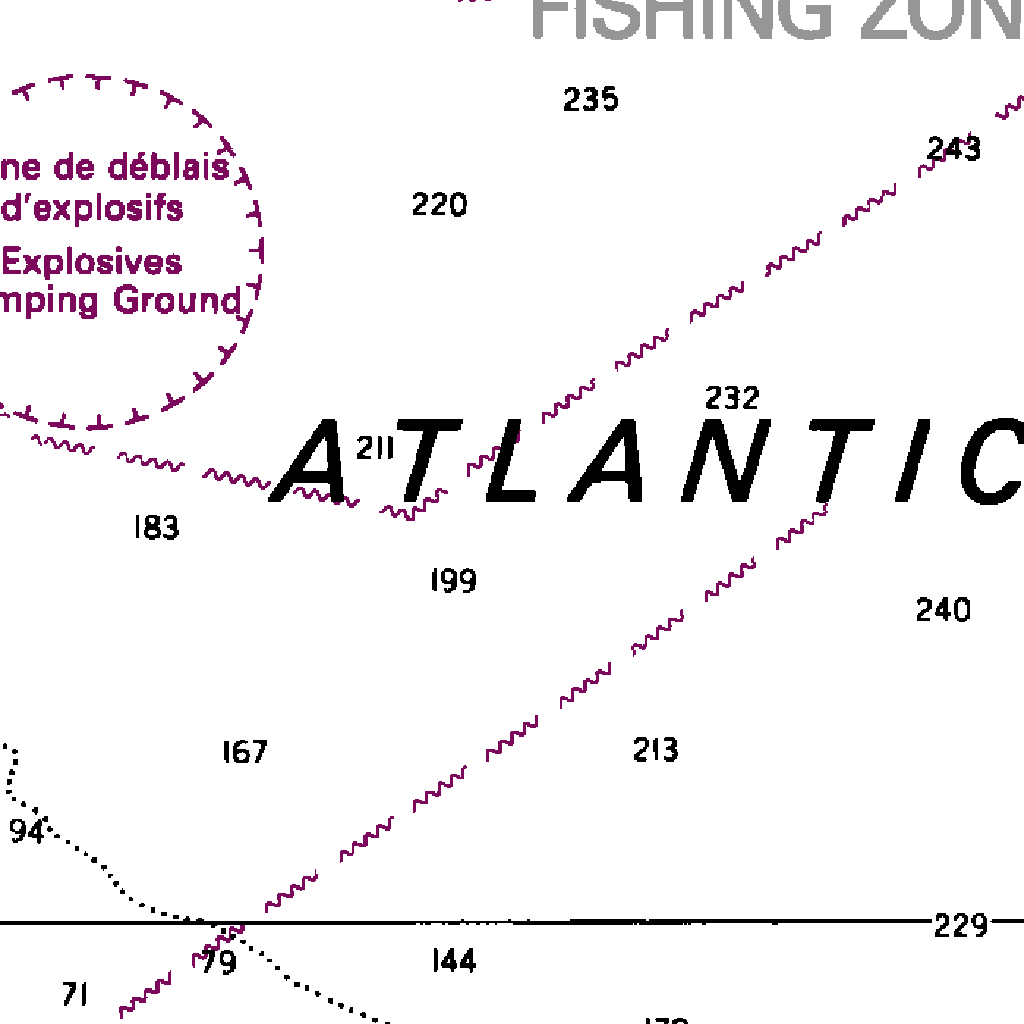 FISHING ZON
235
243
ne de déblais
d'explosifs
220
Explosives
mping Ground
232
ATLANTIC
211
183
199
240
167
213
94
229
79
144
71